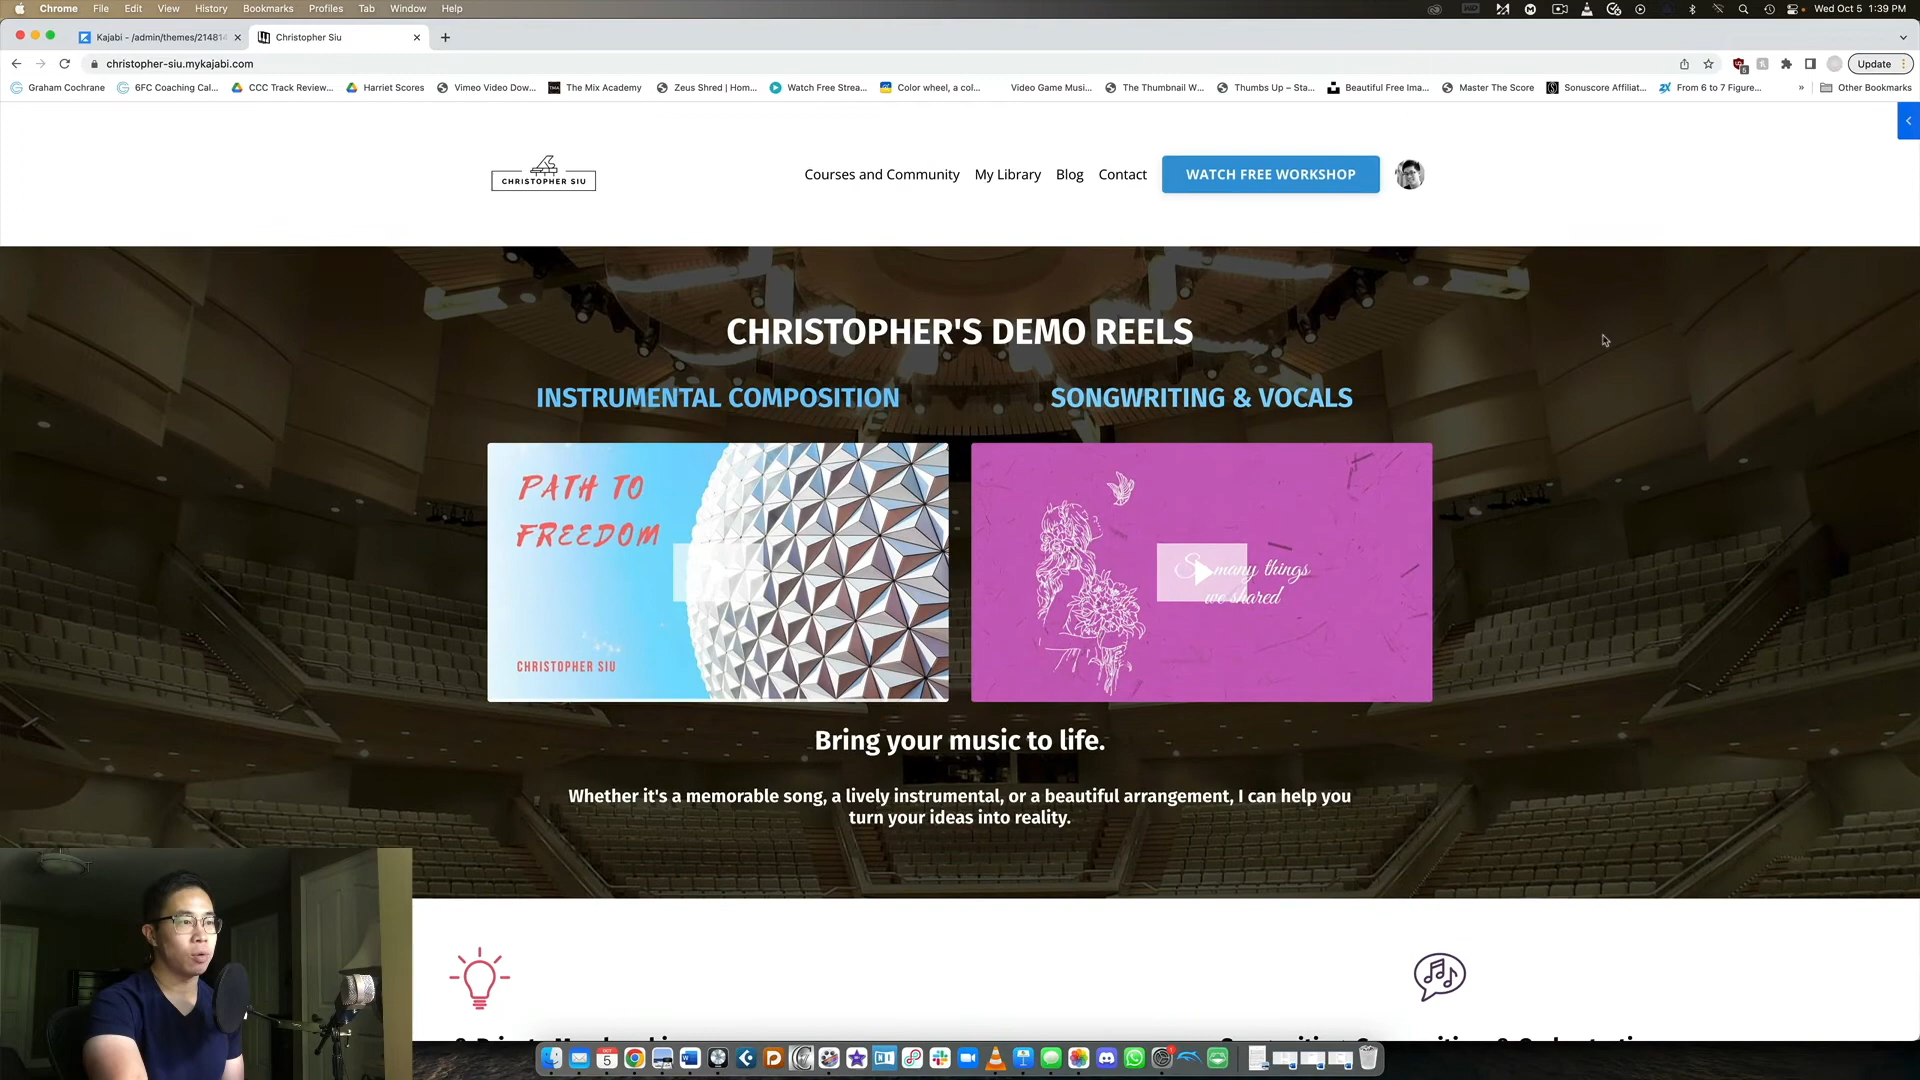 Chrome File Edit View History Bookmarks Profiles Tab Window Help
Wed Oct 5 1:39 PM
Kajabi - /admin/themes/21481
Christopher Siu
christopher-siu.mykajabi.com
Update
Graham Cochrane
6FC Coaching Cal...
CCC Track Review...
Harriet Scores
Vimeo Video Dow...
The Mix Academy
Zeus Shred | Hom...
Watch Free Strea...
Color wheel, a col...
Video Game Musi...
The Thumbnail W...
Thumbs Up – Sta...
Beautiful Free Ima...
Master The Score
Sonuscore Affiliat...
From 6 to 7 Figure...
»
Other Bookmarks
CHRISTOPHER SIU
Courses and Community
My Library
Blog
Contact
WATCH FREE WORKSHOP
CHRISTOPHER'S DEMO REELS
INSTRUMENTAL COMPOSITION
SONGWRITING & VOCALS
PATH TO
FREEDOM
CHRISTOPHER SIU
many things
we shared
Bring your music to life.
Whether it's a memorable song, a lively instrumental, or a beautiful arrangement, I can help you
turn your ideas into reality.